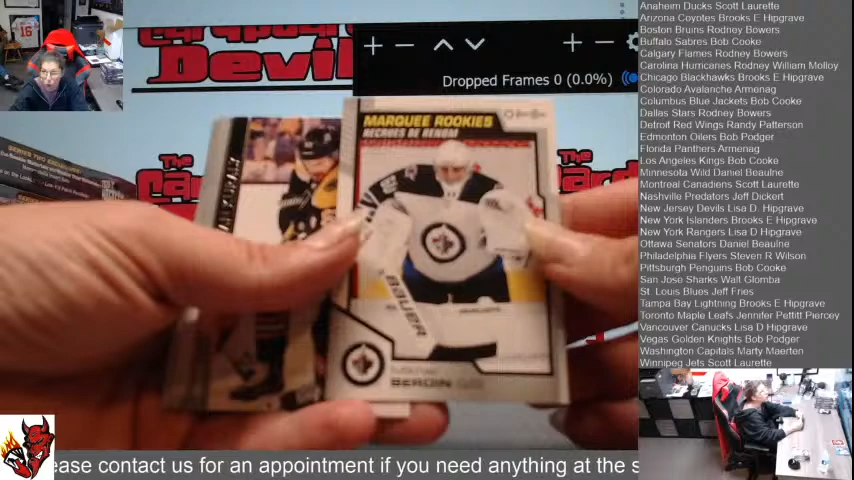 Anaheim Ducks Scott Laurette
Arizona Coyotes Brooks E Hipgrave
Boston Bruins Rodney Bowers
Buffalo Sabres Bob Cooke
Calgary Flames Rodney Bowers
Carolina Hurricanes Rodney William Molloy
Chicago Blackhawks Brooks E Hipgrave
Colorado Avalanche Armenag
Columbus Blue Jackets Bob Cooke
Dallas Stars Rodney Bowers
Detroit Red Wings Randy Patterson
Edmonton Oilers Bob Podger
Florida Panthers Armenag
Los Angeles Kings Bob Cooke
Minnesota Wild Daniel Beaulne
Montreal Canadiens Scott Laurette
Nashville Predators Jeff Dickert
New Jersey Devils Lisa D. Hipgrave
New York Islanders Brooks E Hipgrave
New York Rangers Lisa D Hipgrave
Ottawa Senators Daniel Beaulne
Philadelphia Flyers Steven R Wilson
Pittsburgh Penguins Bob Cooke
San Jose Sharks Walt Glomba
St. Louis Blues Jeff Fries
Tampa Bay Lightning Brooks E Hipgrave
Toronto Maple Leafs Jennifer Pettitt Piercey
Vancouver Canucks Lisa D Hipgrave
Vegas Golden Knights Bob Podger
Washington Capitals Marty Maerten
Winnipeg Jets Scott Laurette
Devils
Dropped Frames 0 (0.0%)
MARQUEE ROOKIES
RECRUES DE RENOM
The
The
BAUER
BERDIN
ease contact us for an appointment if you need anything at the s